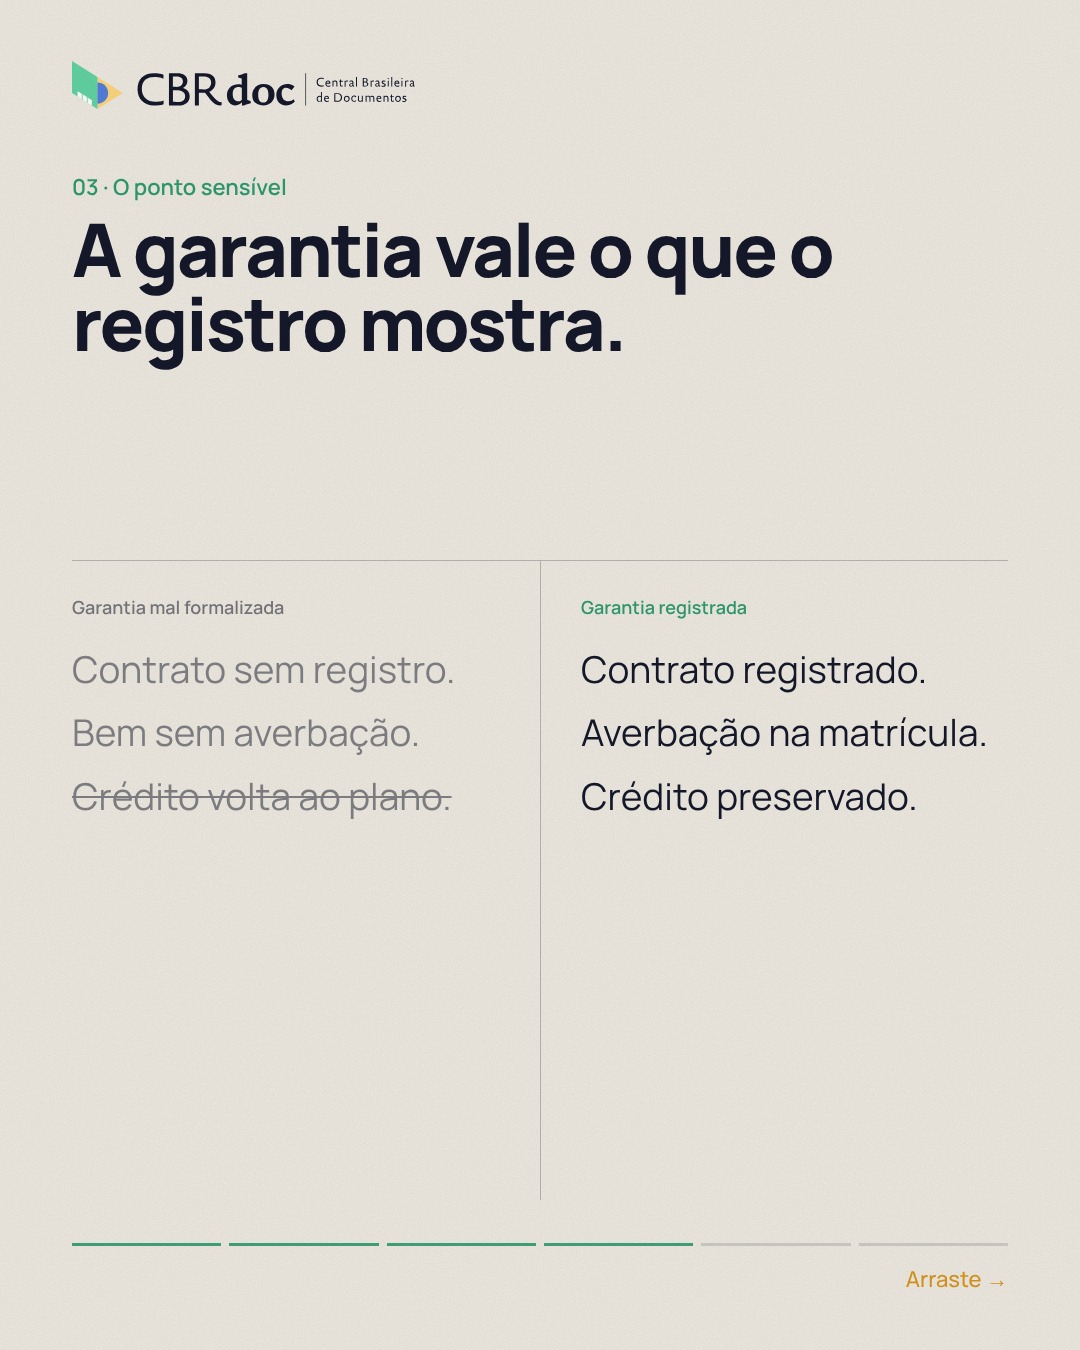 CBRdoc
Central Brasileira
de Documentos
03 · O ponto sensível
A garantia vale o que o
registro mostra.
Garantia mal formalizada
Contrato sem registro.
Bem sem averbação.
Crédito volta ao plano.
Garantia registrada
Contrato registrado.
Averbação na matrícula.
Crédito preservado.
Arraste →